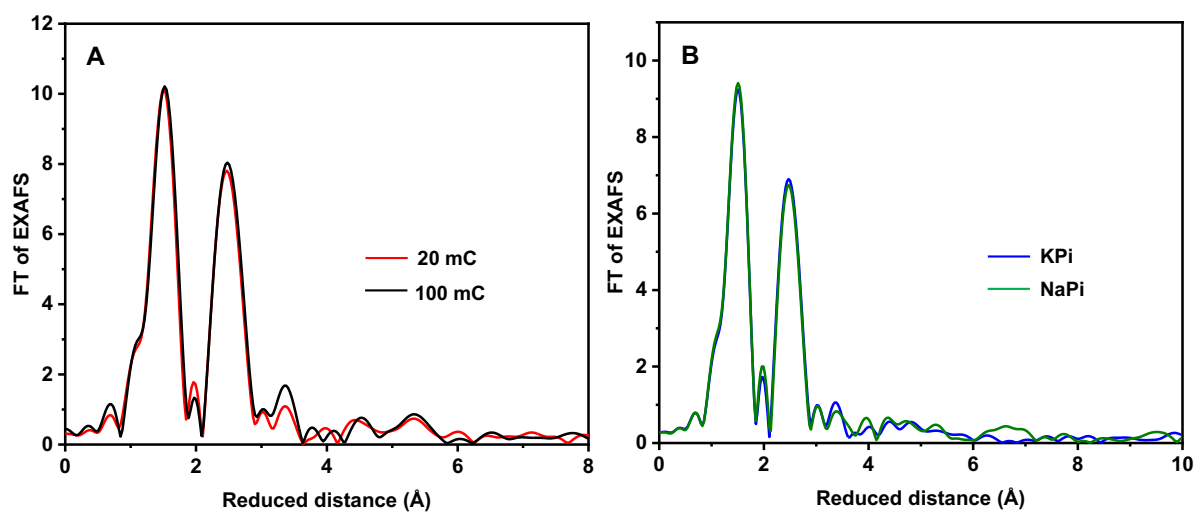 A
12
10
8
6
4
2
0
FT of EXAFS
20 mC
100 mC
0 2 4 6 8
Reduced distance (Å)
B
10
8
6
4
2
0
FT of EXAFS
KPi
NaPi
0 2 4 6 8 10
Reduced distance (Å)